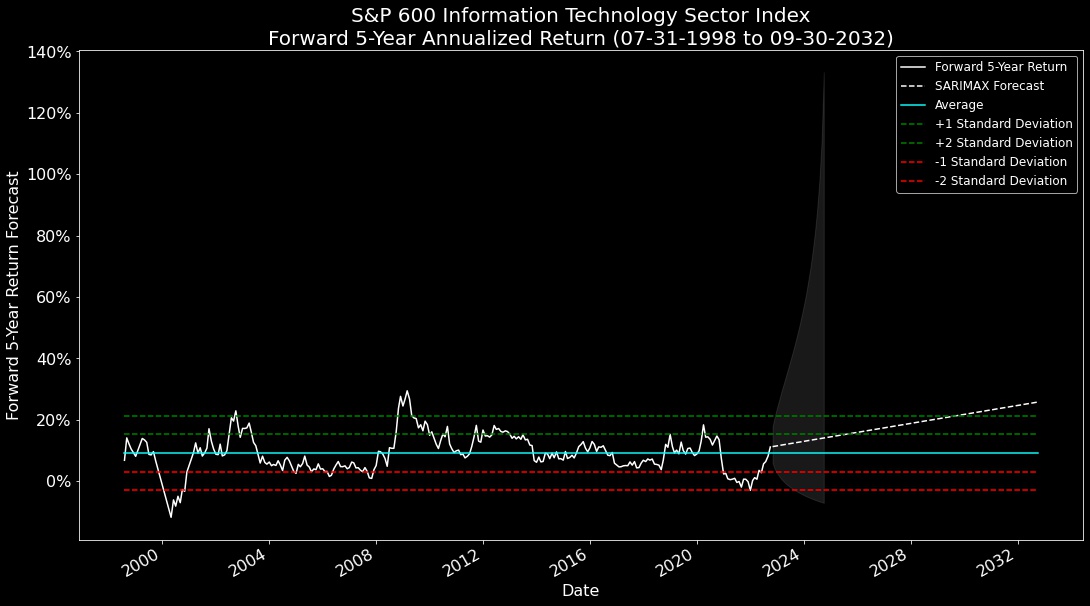 S&P 600 Information Technology Sector Index
Forward 5-Year Annualized Return (07-31-1998 to 09-30-2032)
140%
120%
100%
80%
60%
40%
20%
0%
Forward 5-Year Return Forecast
Forward 5-Year Return
SARIMAX Forecast
Average
+1 Standard Deviation
+2 Standard Deviation
-1 Standard Deviation
-2 Standard Deviation
2000
2004
2008
2012
2016
2020
2024
2028
2032
Date